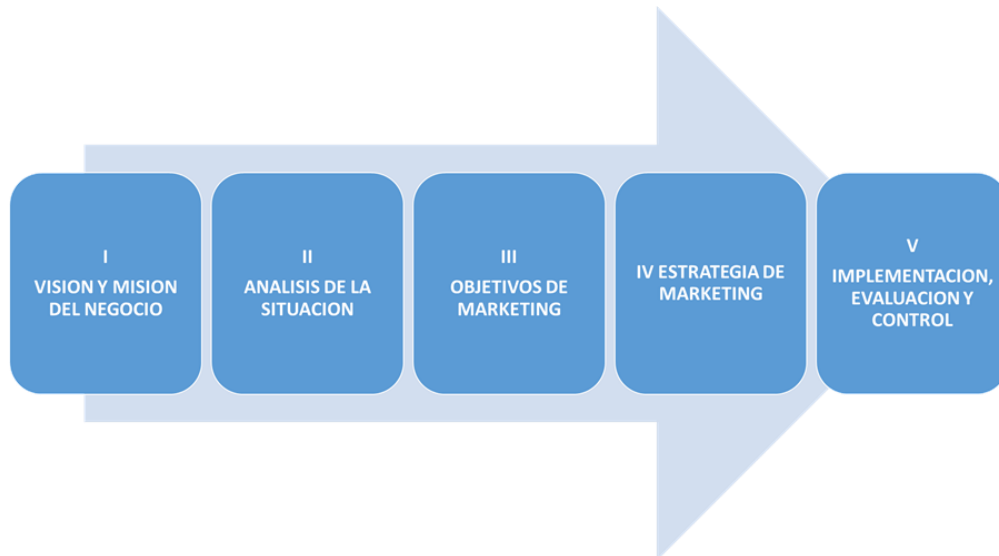 I
VISION Y MISION
DEL NEGOCIO
II
ANALISIS DE LA
SITUACION
III
OBJETIVOS DE
MARKETING
IV ESTRATEGIA DE
MARKETING
V
IMPLEMENTACION,
EVALUACION Y
CONTROL